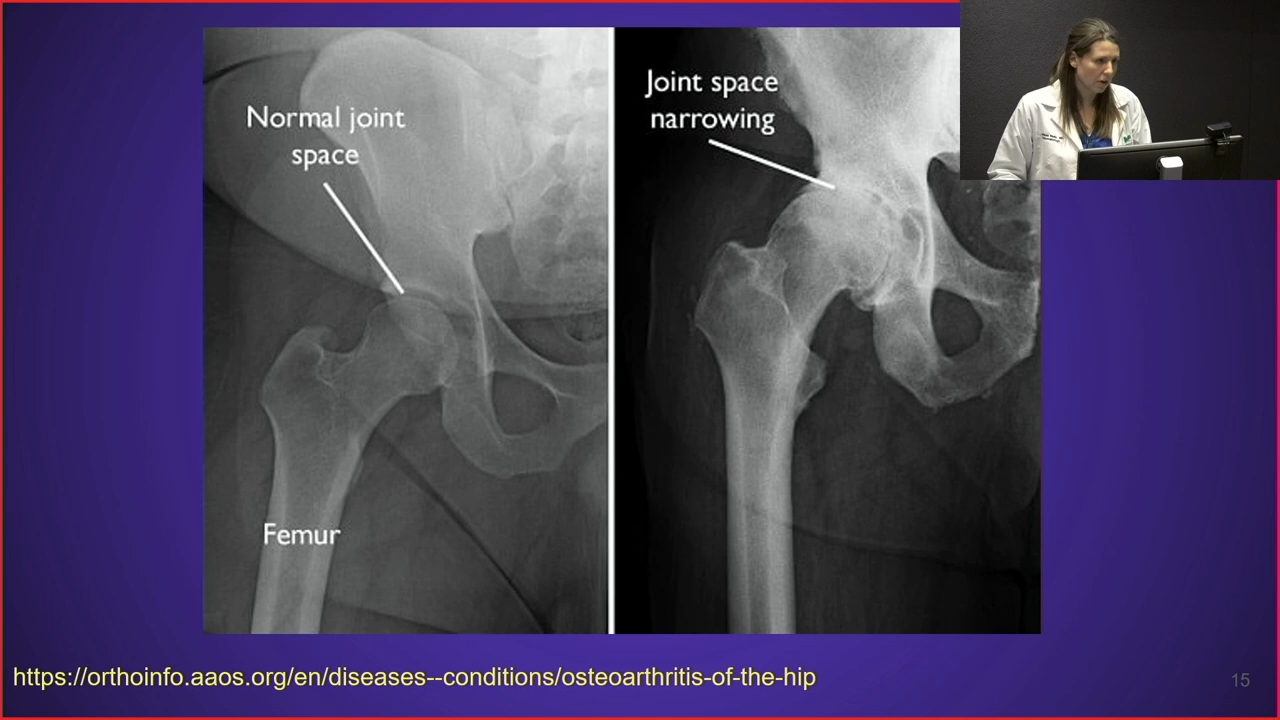 Normal joint
space
Joint space
narrowing
Femur
https://orthoinfo.aaos.org/en/diseases--conditions/osteoarthritis-of-the-hip
15